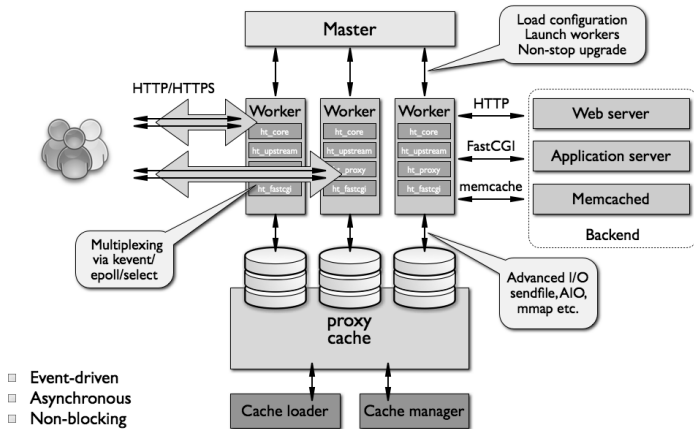 Master
Load configuration
Launch workers
Non-stop upgrade
HTTP/HTTPS
Worker
ht_core
ht_upstream
ht_fastcgi
Worker
ht_core
ht_upstream
_proxy
ht_fastcgi
Worker
ht_core
ht_upstream
ht_proxy
ht_fastcgi
HTTP
FastCGI
memcache
Web server
Application server
Memcached
Backend
Multiplexing
via kevent/
epoll/select
Advanced I/O
sendfile, AIO,
mmap etc.
proxy
cache
Cache loader
Cache manager
Event-driven
Asynchronous
Non-blocking